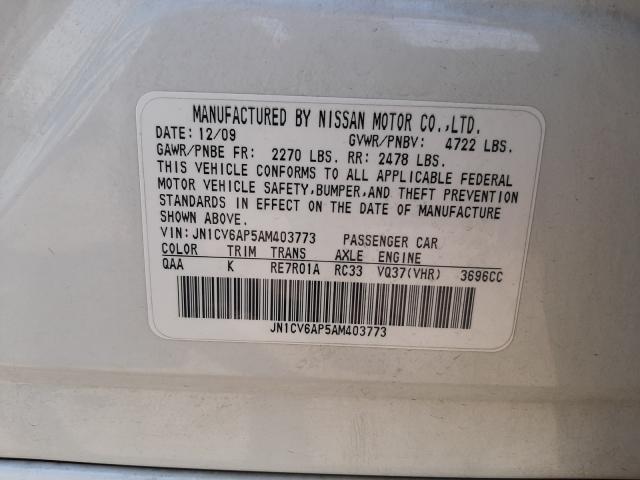 MANUFACTURED BY NISSAN MOTOR CO.,LTD.
DATE: 12/09 GVWR/PNBV: 4722 LBS.
GAWR/PNBE FR: 2270 LBS. RR: 2478 LBS.
THIS VEHICLE CONFORMS TO ALL APPLICABLE FEDERAL
MOTOR VEHICLE SAFETY,BUMPER,AND THEFT PREVENTION
STANDARDS IN EFFECT ON THE DATE OF MANUFACTURE
SHOWN ABOVE.
VIN: JN1CV6AP5AM403773 PASSENGER CAR
COLOR TRIM TRANS AXLE ENGINE
QAA K RE7R01A RC33 VQ37(VHR) 3696CC
JN1CV6AP5AM403773